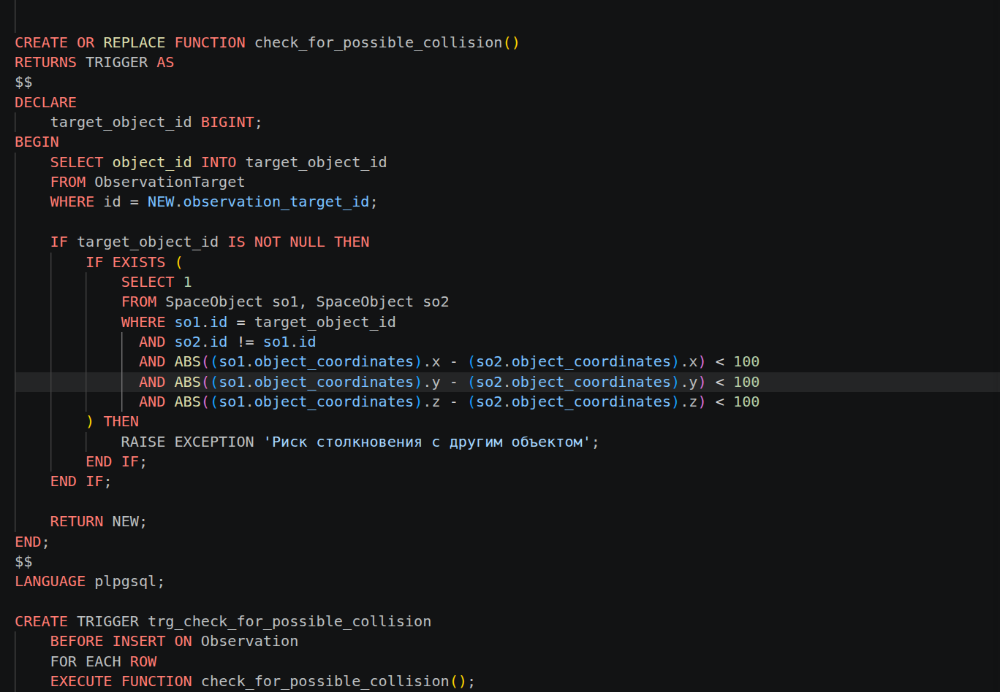 CREATE OR REPLACE FUNCTION check_for_possible_collision()
RETURNS TRIGGER AS
$$
DECLARE
    target_object_id BIGINT;
BEGIN
    SELECT object_id INTO target_object_id
    FROM ObservationTarget
    WHERE id = NEW.observation_target_id;

    IF target_object_id IS NOT NULL THEN
        IF EXISTS (
            SELECT 1
            FROM SpaceObject so1, SpaceObject so2
            WHERE so1.id = target_object_id
              AND so2.id != so1.id
              AND ABS((so1.object_coordinates).x - (so2.object_coordinates).x) < 100
              AND ABS((so1.object_coordinates).y - (so2.object_coordinates).y) < 100
              AND ABS((so1.object_coordinates).z - (so2.object_coordinates).z) < 100
        ) THEN
            RAISE EXCEPTION 'Риск столкновения с другим объектом';
        END IF;
    END IF;

    RETURN NEW;
END;
$$
LANGUAGE plpgsql;

CREATE TRIGGER trg_check_for_possible_collision
    BEFORE INSERT ON Observation
    FOR EACH ROW
    EXECUTE FUNCTION check_for_possible_collision();